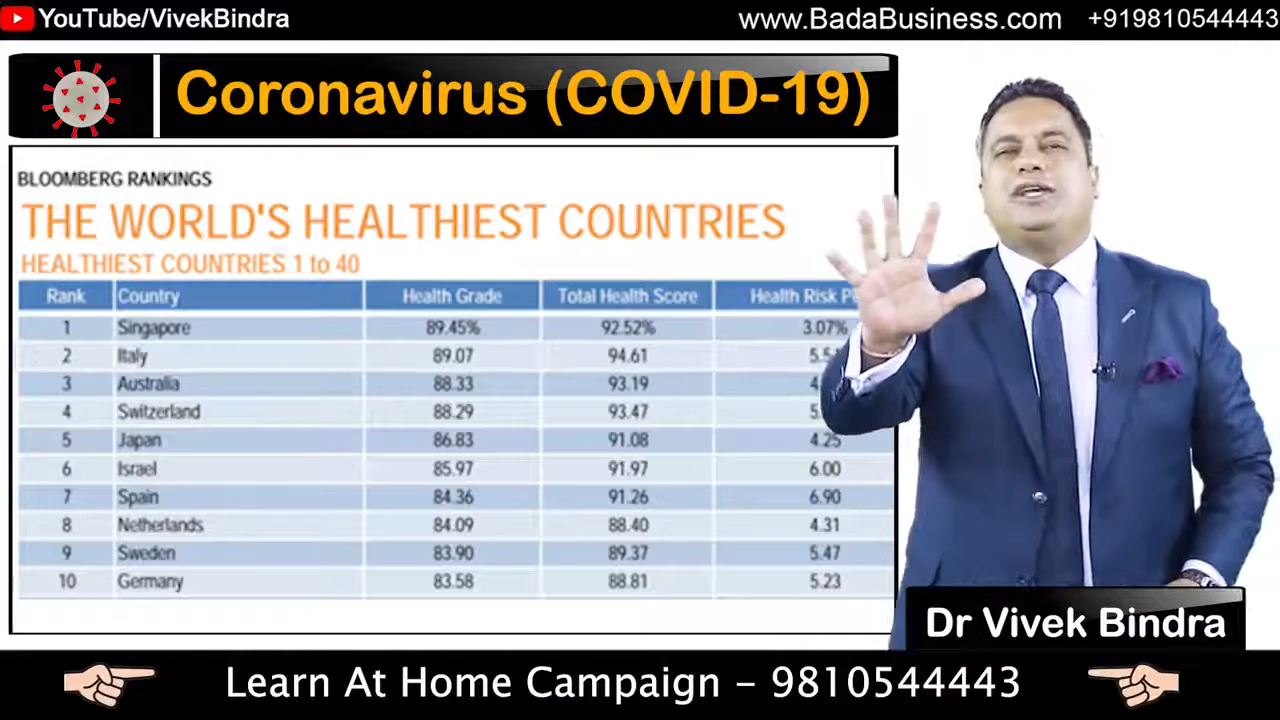 YouTube/VivekBindra
www.BadaBusiness.com +919810544443
Coronavirus (COVID-19)
BLOOMBERG RANKINGS
THE WORLD'S HEALTHIEST COUNTRIES
HEALTHIEST COUNTRIES 1 to 40
Rank Country Health Grade Total Health Score Health Risk
1 Singapore 89.45% 92.52% 3.07%
2 Italy 89.07 94.61
3 Australia 88.33 93.19
4 Switzerland 88.29 93.47
5 Japan 86.83 91.08 4.25
6 Israel 85.97 91.97 6.00
7 Spain 84.36 91.26 6.90
8 Netherlands 84.09 88.40 4.31
9 Sweden 83.90 89.37 5.47
10 Germany 83.58 88.81 5.23
Dr Vivek Bindra
Learn At Home Campaign – 9810544443